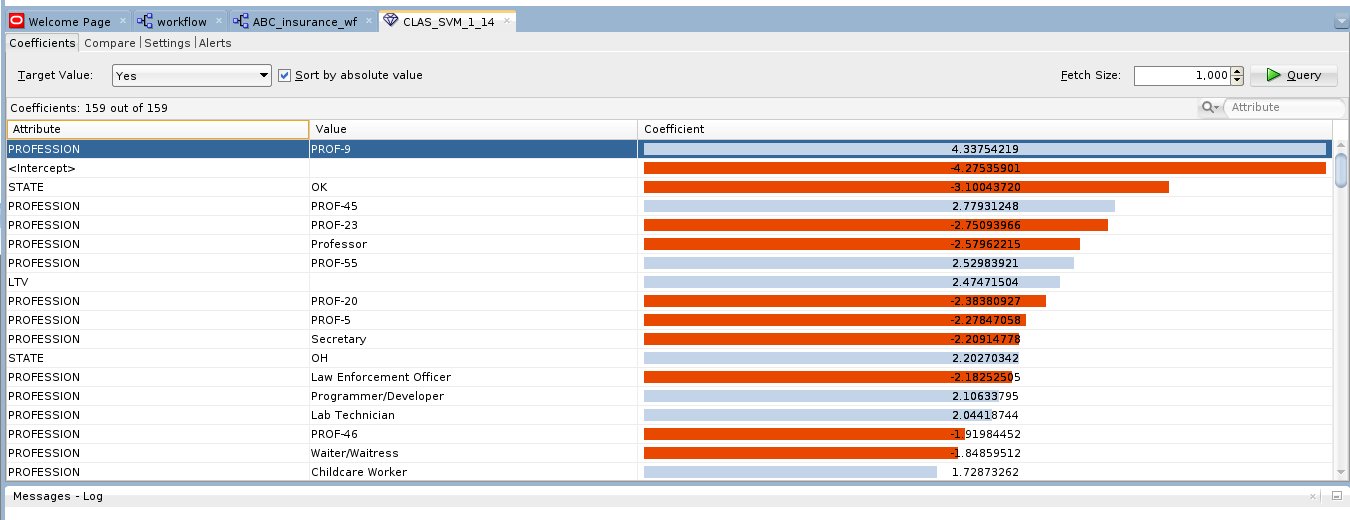 Welcome Page workflow ABC_insurance_wf CLAS_SVM_1_14
Coefficients Compare Settings Alerts
Target Value: Yes Sort by absolute value Fetch Size: 1,000 Query
Coefficients: 159 out of 159 Attribute
Attribute Value Coefficient
PROFESSION PROF-9 4.33754219
<Intercept> -4.27535901
STATE OK -3.10043720
PROFESSION PROF-45 2.77931248
PROFESSION PROF-23 -2.75093966
PROFESSION Professor -2.57962215
PROFESSION PROF-55 2.52983921
LTV 2.47471504
PROFESSION PROF-20 -2.38380927
PROFESSION PROF-5 -2.27847058
PROFESSION Secretary -2.20914778
STATE OH 2.20270342
PROFESSION Law Enforcement Officer -2.18252505
PROFESSION Programmer/Developer 2.10633795
PROFESSION Lab Technician 2.04418744
PROFESSION PROF-46 -1.91984452
PROFESSION Waiter/Waitress -1.84859512
PROFESSION Childcare Worker 1.72873262
Messages - Log